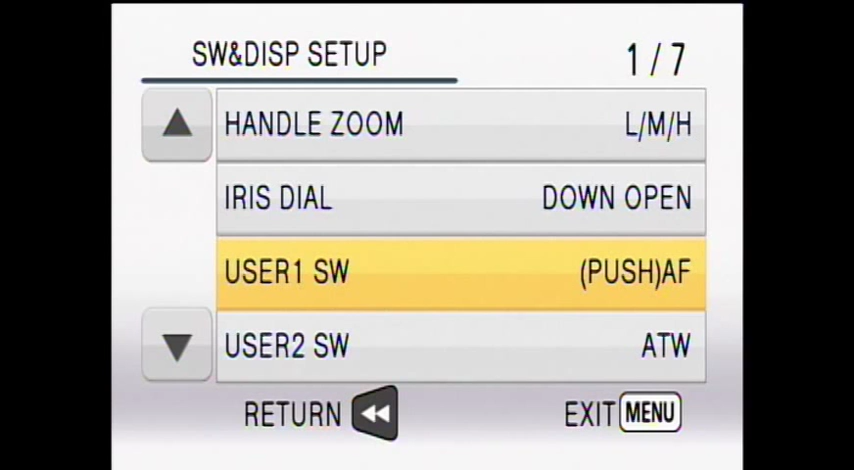 SW&DISP SETUP 1/7
HANDLE ZOOM L/M/H
IRIS DIAL DOWN OPEN
USER1 SW (PUSH)AF
USER2 SW ATW
RETURN EXIT MENU